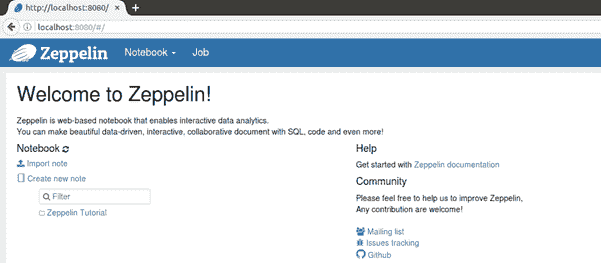 http://localhost:8080/
localhost:8080/#/
Zeppelin Notebook Job
Welcome to Zeppelin!
Zeppelin is web-based notebook that enables interactive data analytics.
You can make beautiful data-driven, interactive, collaborative document with SQL, code and even more!
Notebook
Import note
Create new note
Filter
Zeppelin Tutorial
Help
Get started with Zeppelin documentation
Community
Please feel free to help us to improve Zeppelin,
Any contribution are welcome!
Mailing list
Issues tracking
Github